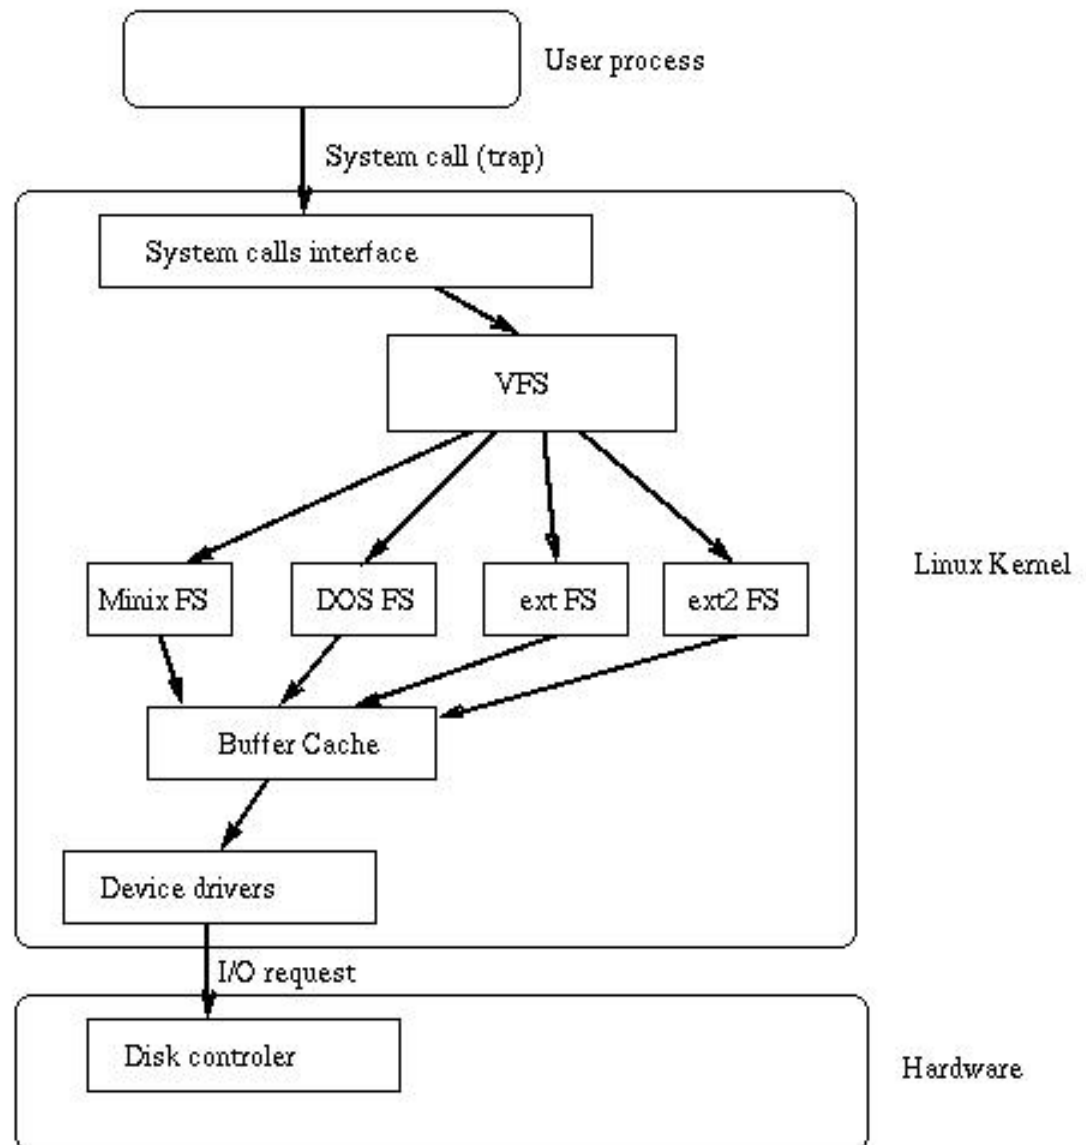 User process
System call (trap)
System calls interface
VFS
Linux Kernel
Minix FS
DOS FS
ext FS
ext2 FS
Buffer Cache
Device drivers
I/O request
Disk controler
Hardware